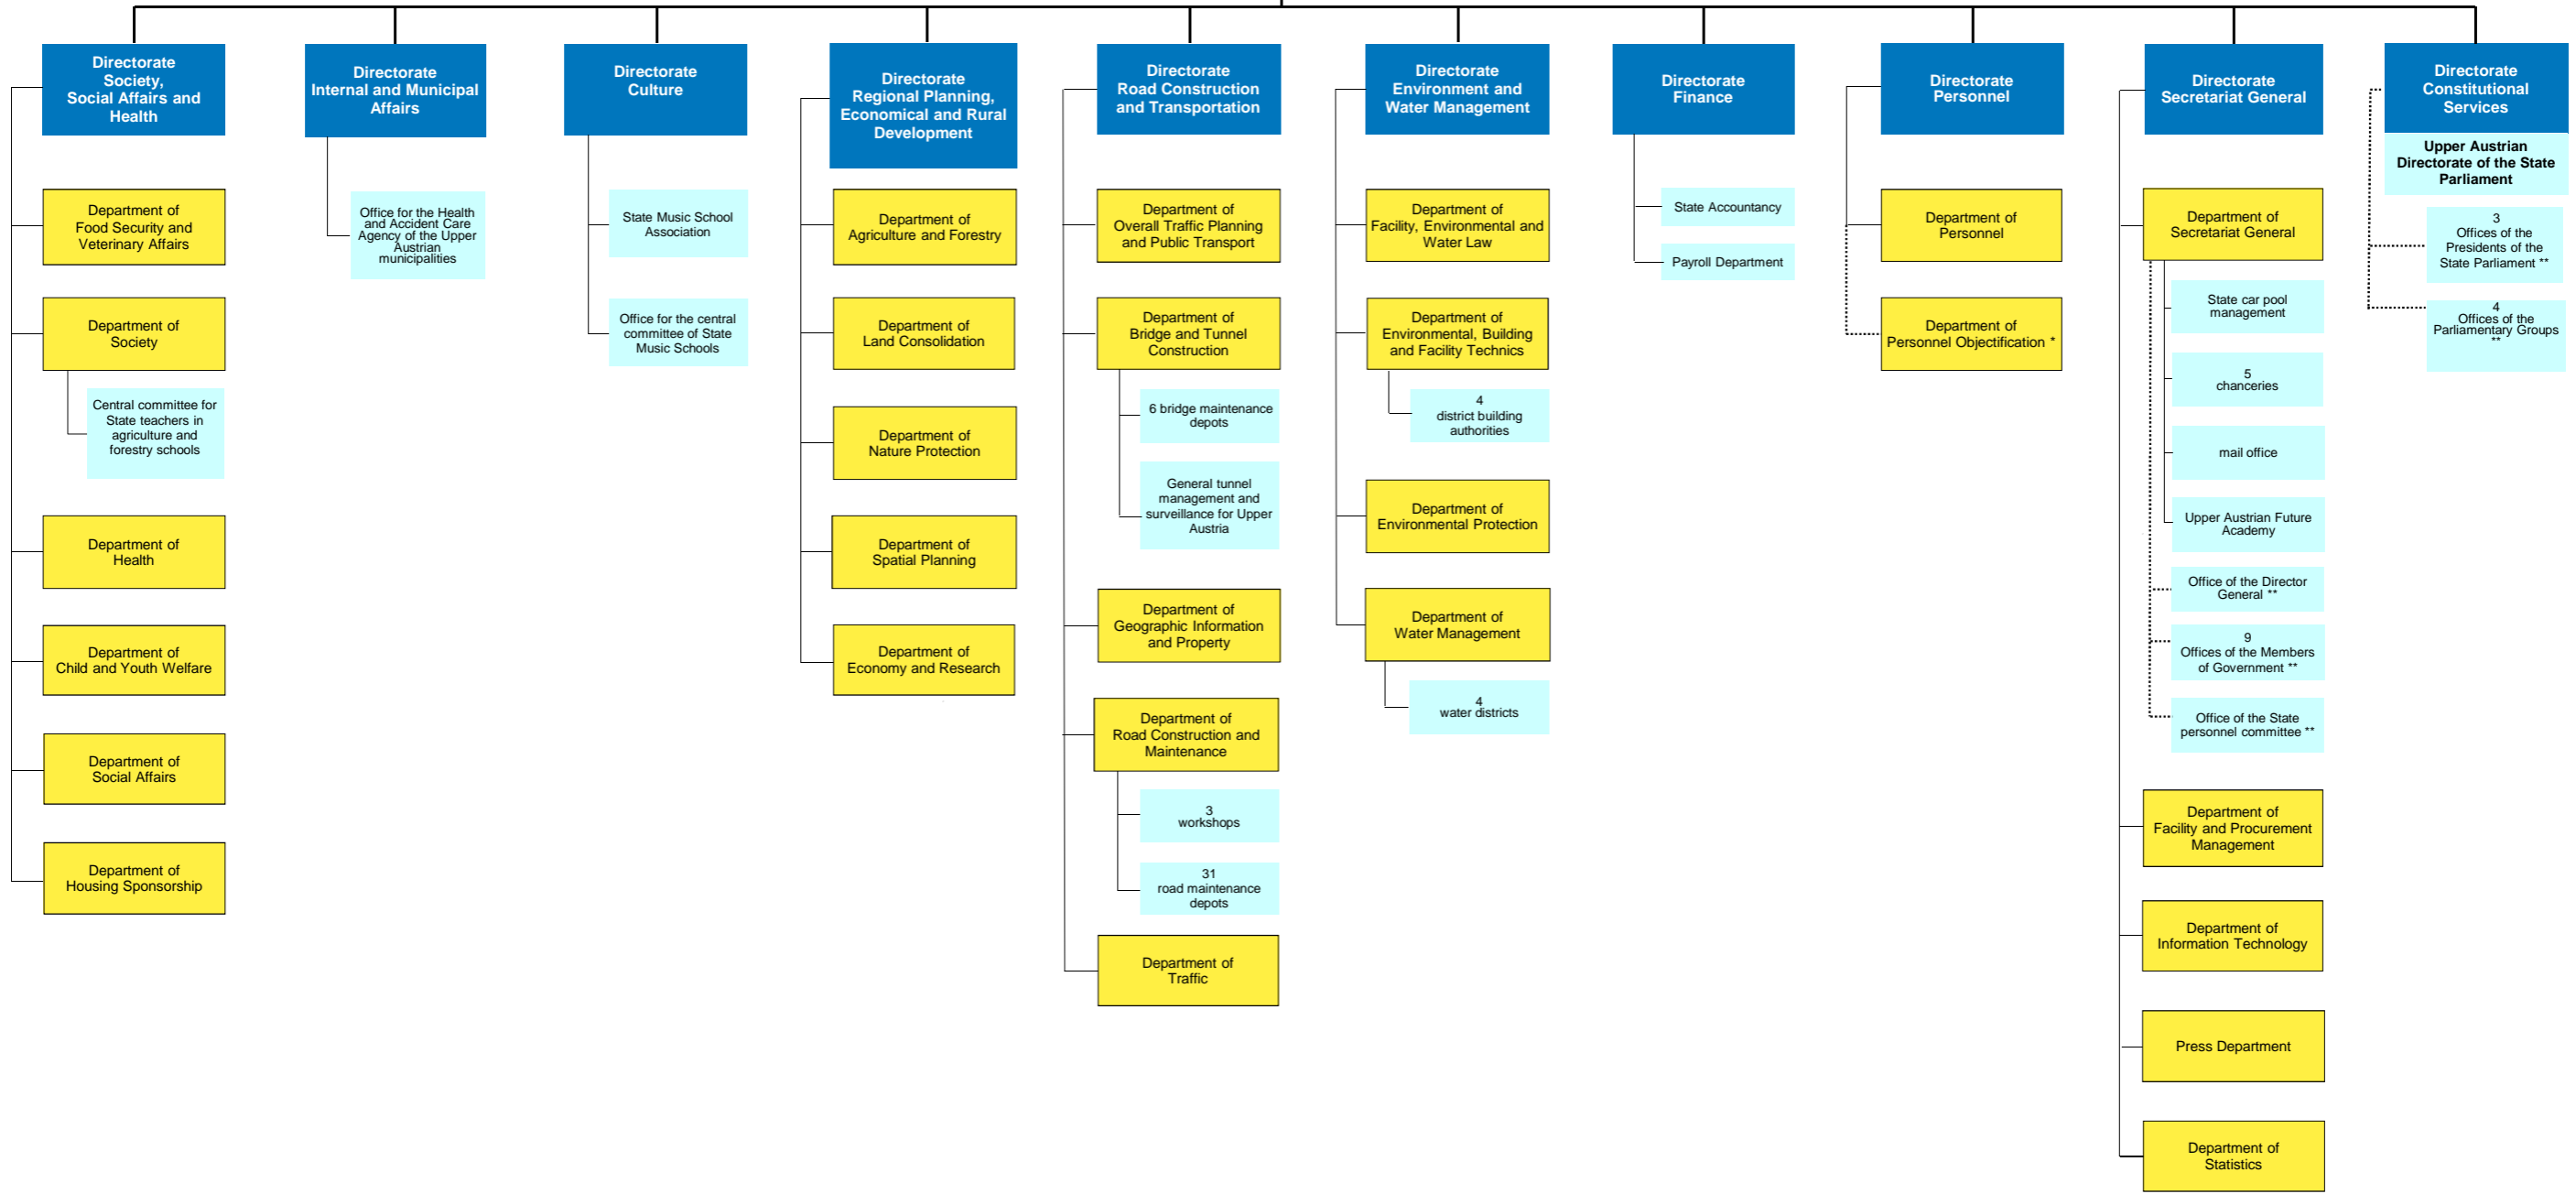 Directorate
Society,
Social Affairs and
Health
Department of
Food Security and
Veterinary Affairs
Department of
Society
Central committee for
State teachers in
agriculture and
forestry schools
Department of
Health
Department of
Child and Youth Welfare
Department of
Social Affairs
Department of
Housing Sponsorship
Directorate
Internal and Municipal
Affairs
Office for the Health
and Accident Care
Agency of the Upper
Austrian
municipalities
Directorate
Culture
State Music School
Association
Office for the central
committee of State
Music Schools
Directorate
Regional Planning,
Economical and Rural
Development
Department of
Agriculture and Forestry
Department of
Land Consolidation
Department of
Nature Protection
Department of
Spatial Planning
Department of
Economy and Research
Directorate
Road Construction
and Transportation
Department of
Overall Traffic Planning
and Public Transport
Department of
Bridge and Tunnel
Construction
6 bridge maintenance
depots
General tunnel
management and
surveillance for Upper
Austria
Department of
Geographic Information
and Property
Department of
Road Construction and
Maintenance
3
workshops
31
road maintenance
depots
Department of
Traffic
Directorate
Environment and
Water Management
Department of
Facility, Environmental and
Water Law
Department of
Environmental, Building
and Facility Technics
4
district building
authorities
Department of
Environmental Protection
Department of
Water Management
4
water districts
Directorate
Finance
State Accountancy
Payroll Department
Directorate
Personnel
Department of
Personnel
Department of
Personnel Objectification *
Directorate
Secretariat General
Department of
Secretariat General
State car pool
management
5
chanceries
mail office
Upper Austrian Future
Academy
Office of the Director
General **
9
Offices of the Members
of Government **
Office of the State
personnel committee **
Department of
Facility and Procurement
Management
Department of
Information Technology
Press Department
Department of
Statistics
Directorate
Constitutional
Services
Upper Austrian
Directorate of the State
Parliament
3
Offices of the
Presidents of the
State Parliament **
4
Offices of the
Parliamentary Groups
**